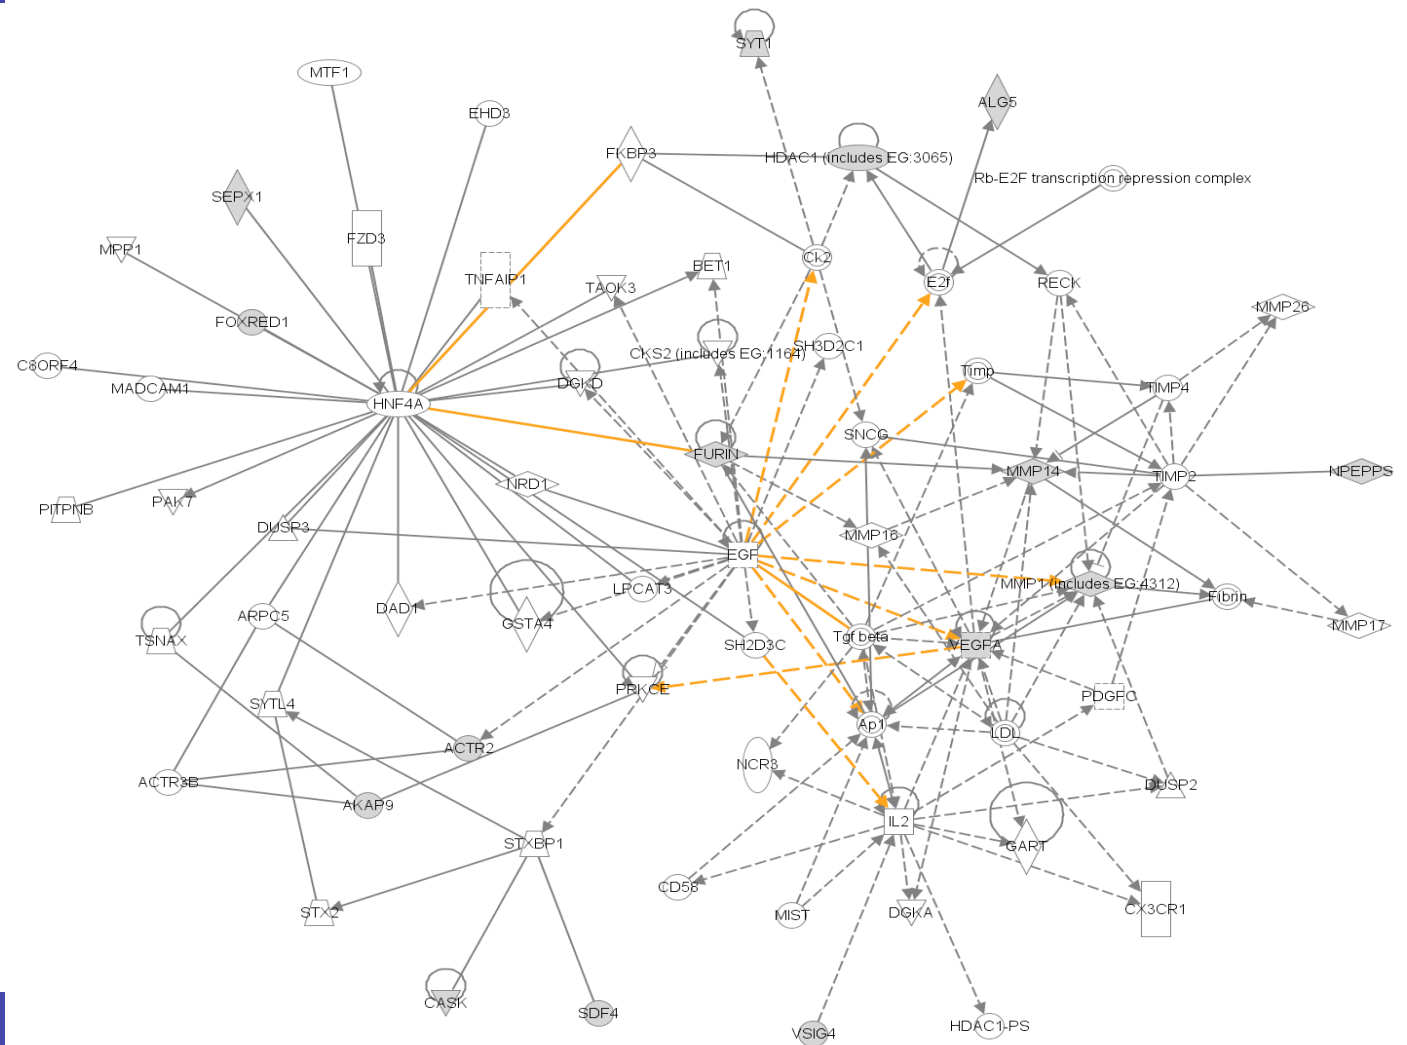 SYT1
MTF1
ALG5
EHD3
FKBP3
HDAC1 (includes EG:3065)
Rb-E2F transcription repression complex
SEPX1
FZD3
MPP1
Ck2
BET1
TNFAIP1
E2f
RECK
TAOK3
MMP26
FOXRED1
SH3D2C1
CKS2 (includes EG:1164)
C8ORF4
Timp
DGKD
MADCAM1
TIMP4
HNF4A
SNCG
FURIN
MMP14
NPEPPS
TIMP2
NRD1
PAK7
PITPNB
DUSP3
MMP16
EGF
MMP1 (includes EG:4312)
LPCAT3
Fibrin
DAD1
ARPC5
GSTA4
MMP17
Tgf beta
TSNAX
SH2D3C
VEGFA
PRKCE
PDGFC
SYTL4
Ap1
LDL
ACTR2
NCR3
ACTR3B
DUSP2
AKAP9
IL2
STXBP1
GART
CD58
CX3CR1
STX2
MIST
DGKA
CASK
SDF4
HDAC1-PS
VSIG4